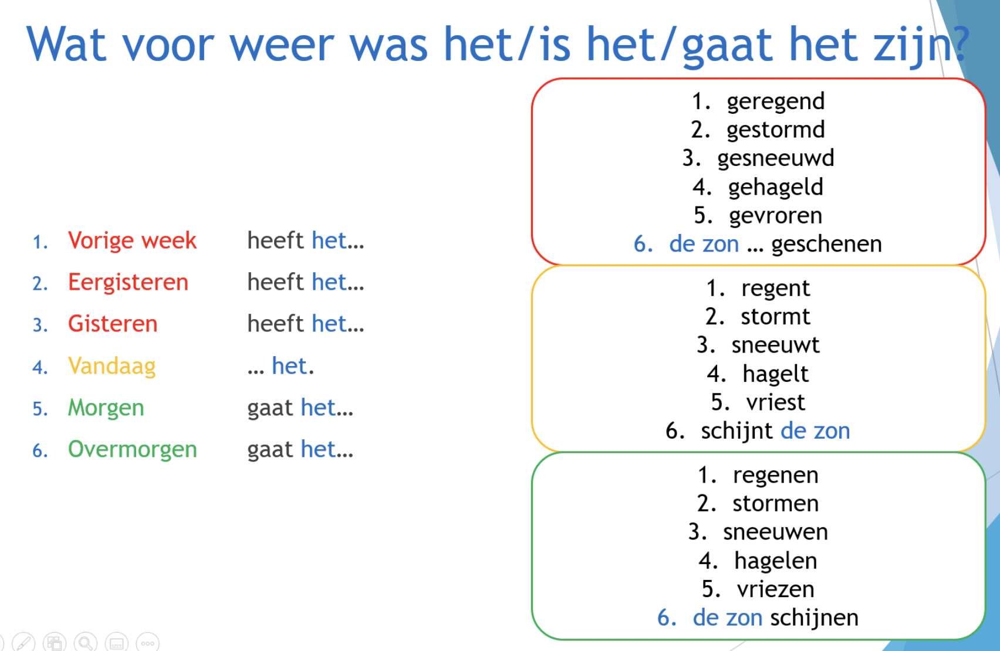 Wat voor weer was het/is het/gaat het zijn?
1. Vorige week heeft het...
2. Eergisteren heeft het...
3. Gisteren heeft het...
4. Vandaag ... het.
5. Morgen gaat het...
6. Overmorgen gaat het...
1. geregend
2. gestormd
3. gesneeuwd
4. gehageld
5. gevroren
6. de zon ... geschenen
1. regent
2. stormt
3. sneeuwt
4. hagelt
5. vriest
6. schijnt de zon
1. regenen
2. stormen
3. sneeuwen
4. hagelen
5. vriezen
6. de zon schijnen